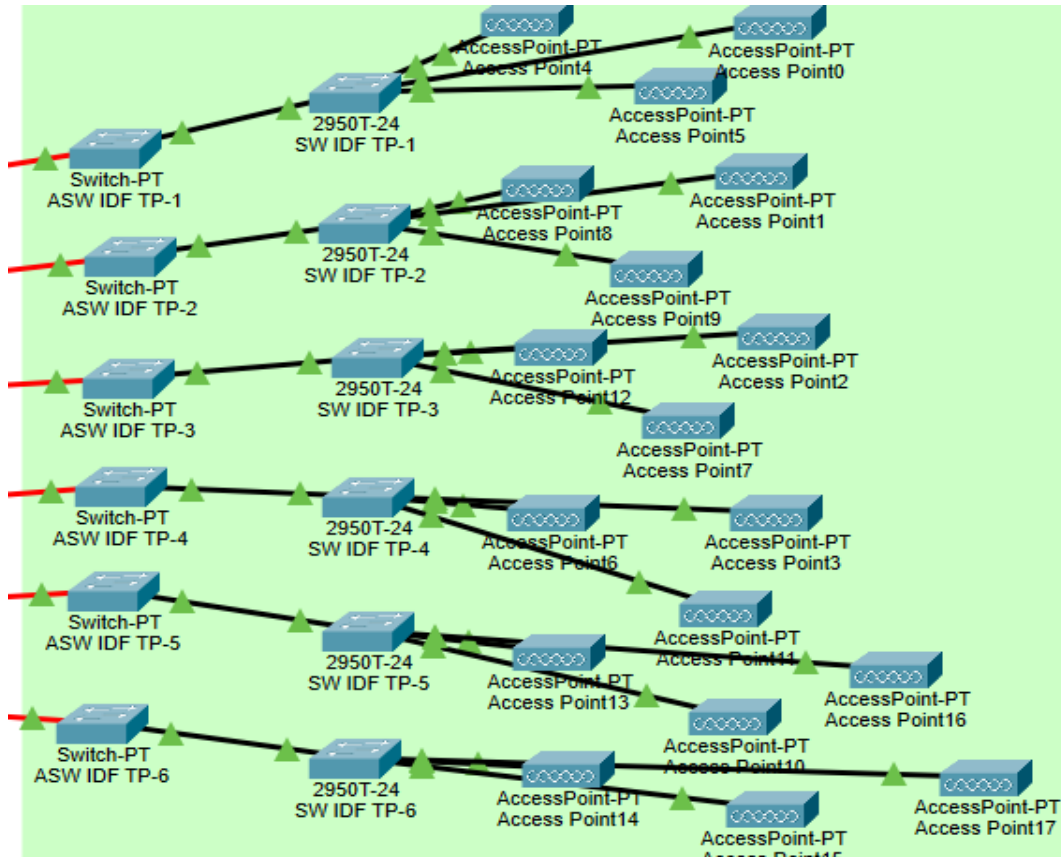 AccessPoint-PT
Access Point4
AccessPoint-PT
Access Point0
AccessPoint-PT
Access Point5
2950T-24
SW IDF TP-1
Switch-PT
ASW IDF TP-1
AccessPoint-PT
Access Point8
AccessPoint-PT
Access Point1
2950T-24
SW IDF TP-2
Switch-PT
ASW IDF TP-2
AccessPoint-PT
Access Point9
AccessPoint-PT
Access Point12
AccessPoint-PT
Access Point2
2950T-24
SW IDF TP-3
Switch-PT
ASW IDF TP-3
AccessPoint-PT
Access Point7
Switch-PT
ASW IDF TP-4
2950T-24
SW IDF TP-4
AccessPoint-PT
Access Point6
AccessPoint-PT
Access Point3
AccessPoint-PT
Access Point11
Switch-PT
ASW IDF TP-5
2950T-24
SW IDF TP-5
AccessPoint-PT
Access Point13
AccessPoint-PT
Access Point16
AccessPoint-PT
Access Point10
Switch-PT
ASW IDF TP-6
2950T-24
SW IDF TP-6
AccessPoint-PT
Access Point14
AccessPoint-PT
Access Point17
AccessPoint-PT
Access Point15